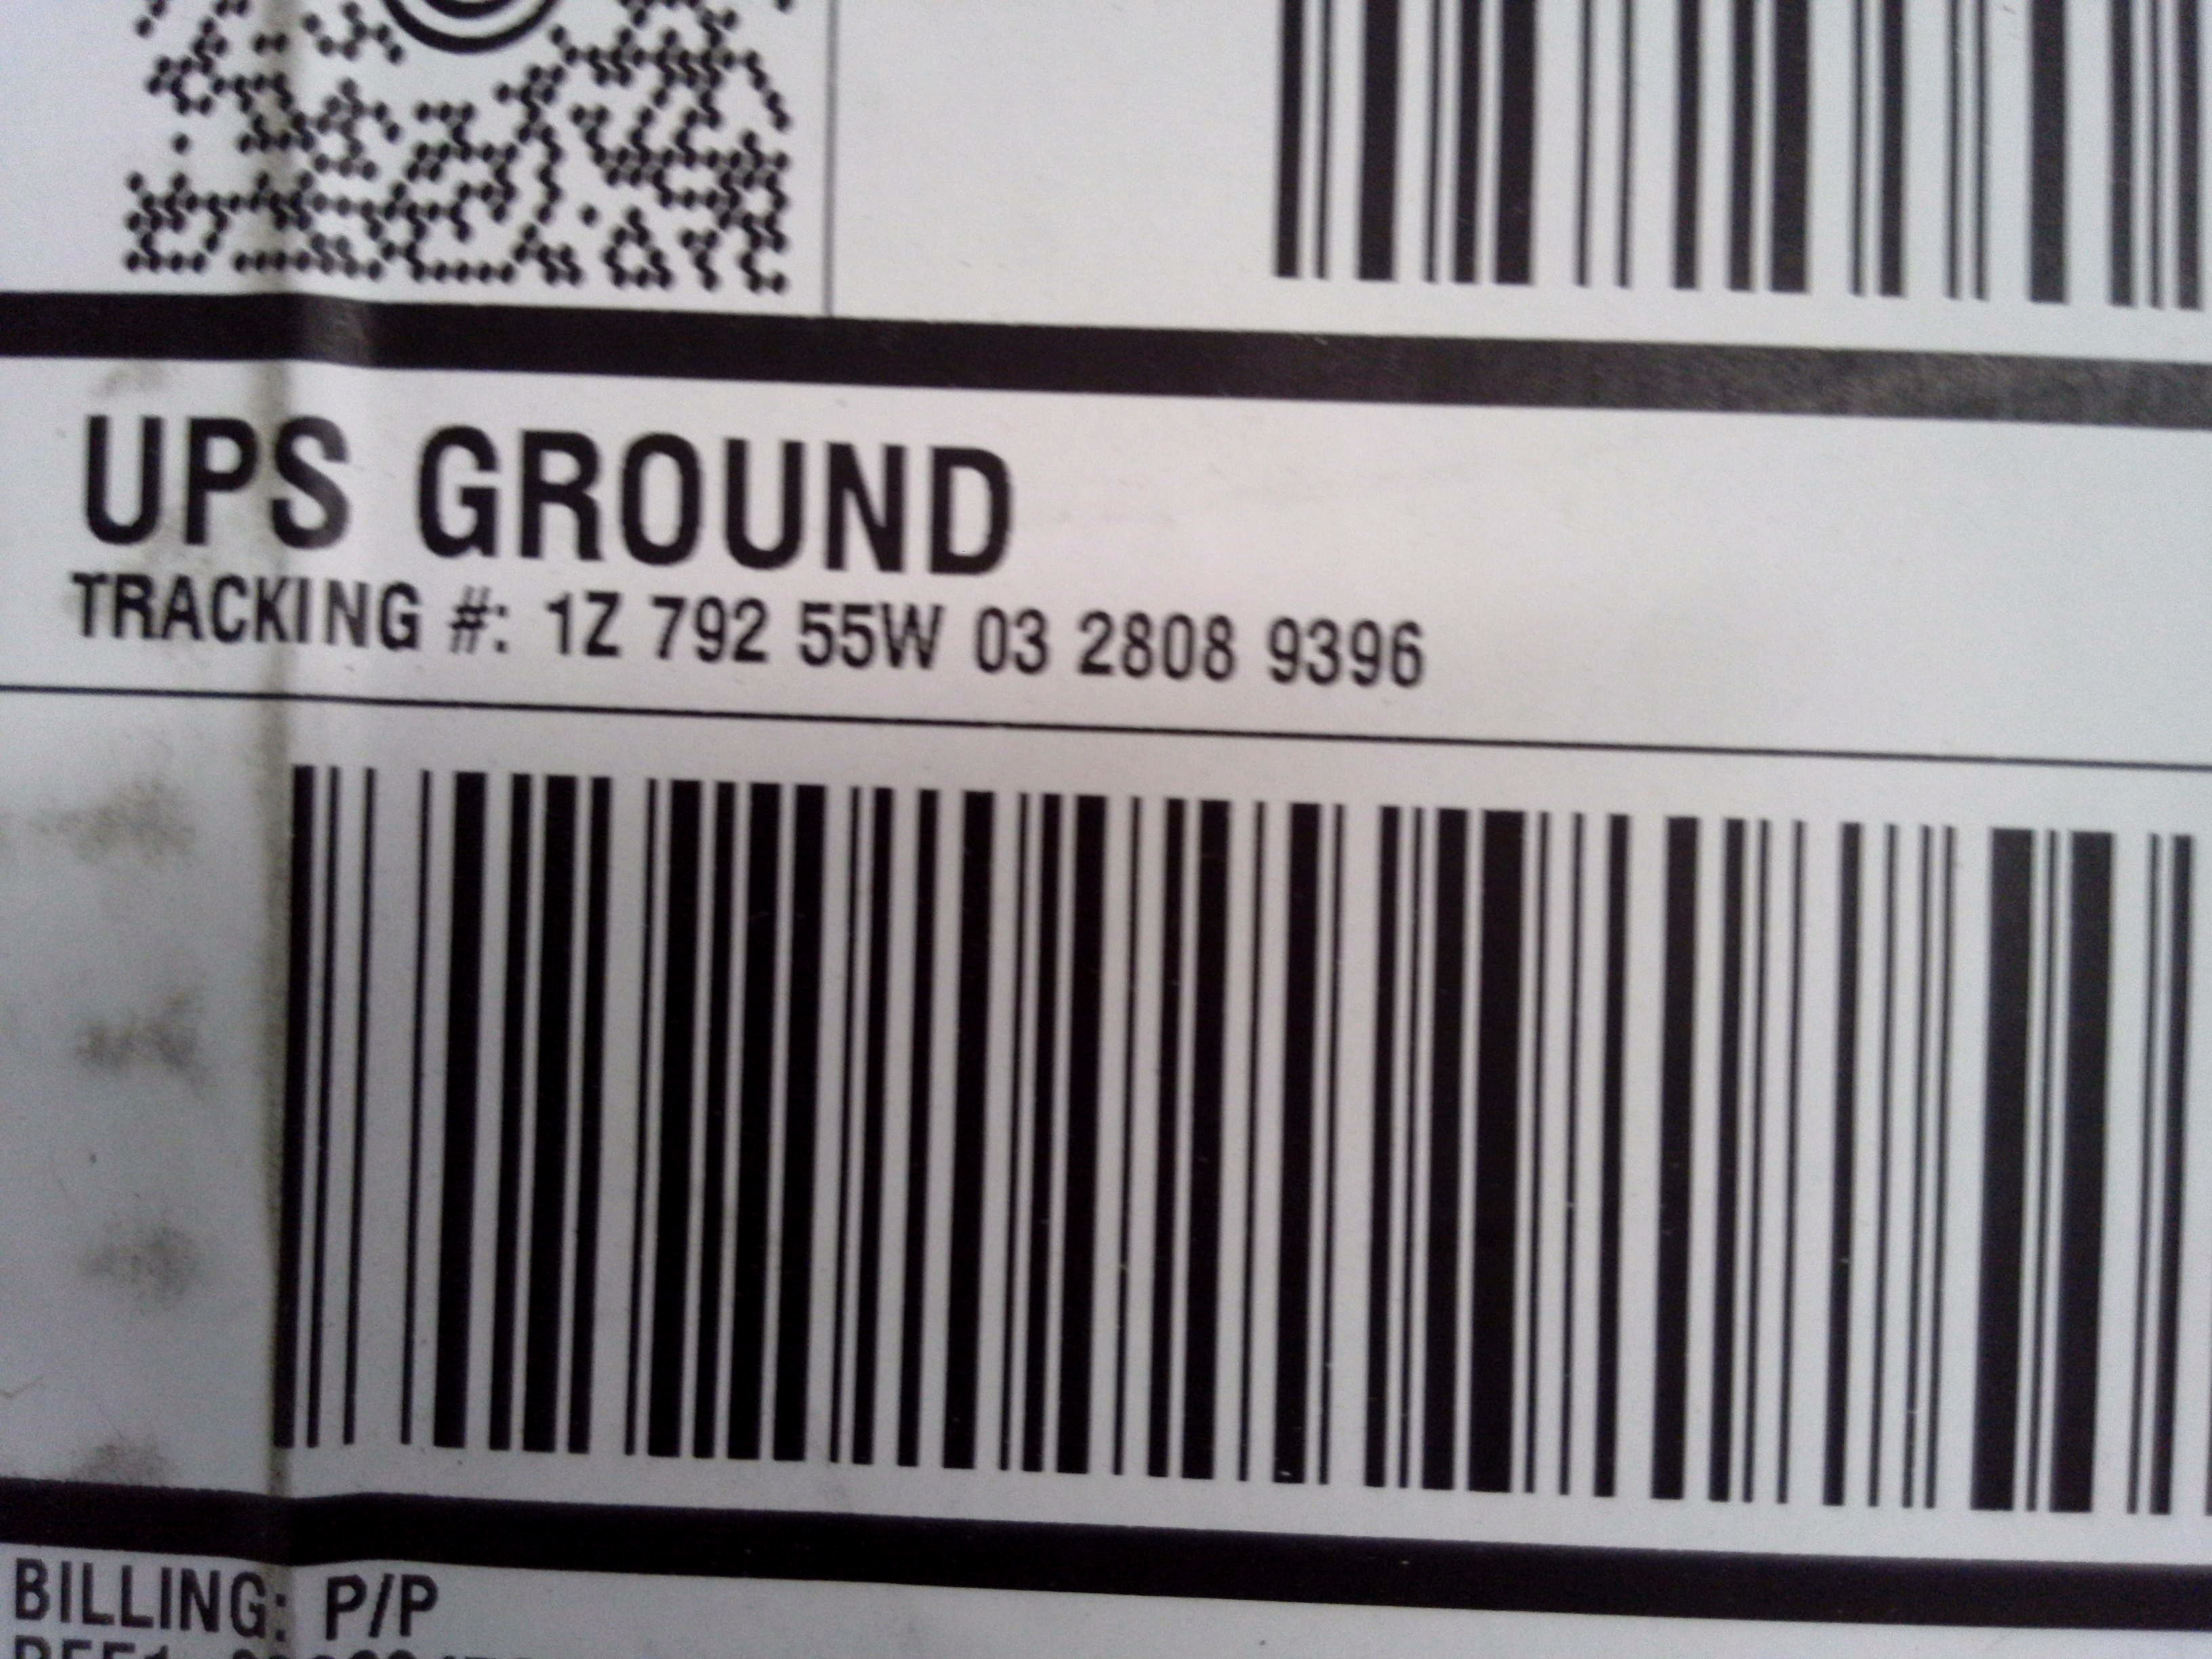 UPS GROUND
TRACKING #: 1Z 792 55W 03 2808 9396
BILLING: P/P